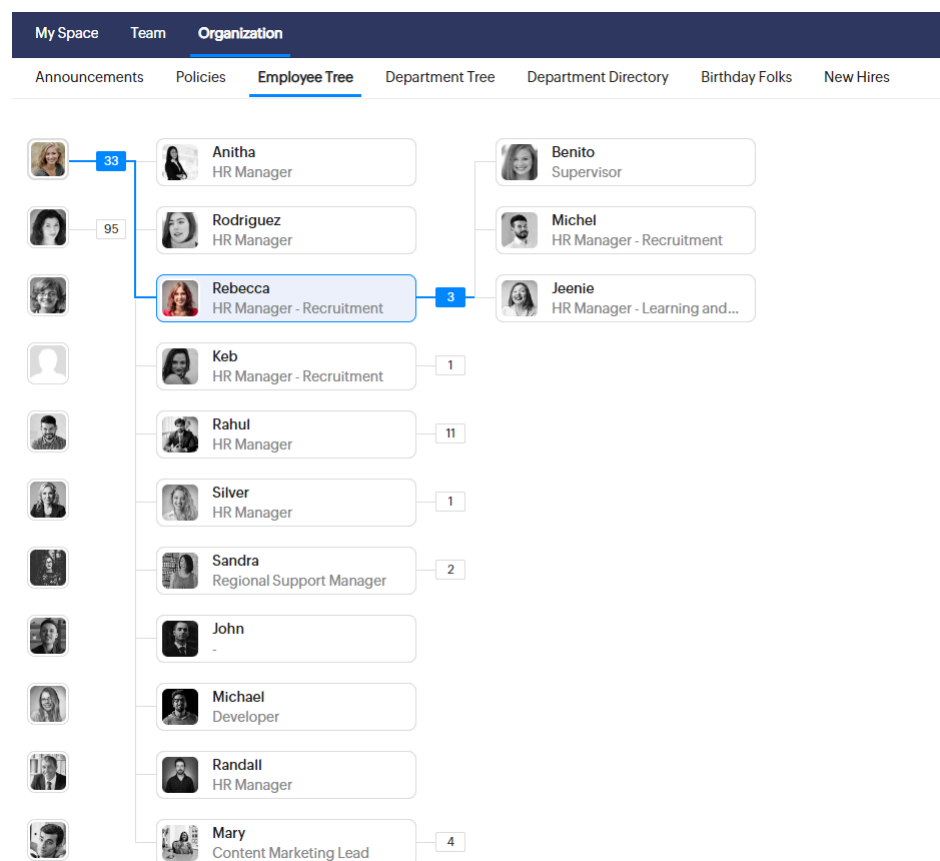 My Space Team Organization
Announcements Policies Employee Tree Department Tree Department Directory Birthday Folks New Hires
33
Anitha
HR Manager
Benito
Supervisor
95
Rodriguez
HR Manager
Michel
HR Manager - Recruitment
Rebecca
HR Manager - Recruitment
3
Jeenie
HR Manager - Learning and...
Keb
HR Manager - Recruitment
1
Rahul
HR Manager
11
Silver
HR Manager
1
Sandra
Regional Support Manager
2
John
-
Michael
Developer
Randall
HR Manager
Mary
Content Marketing Lead
4